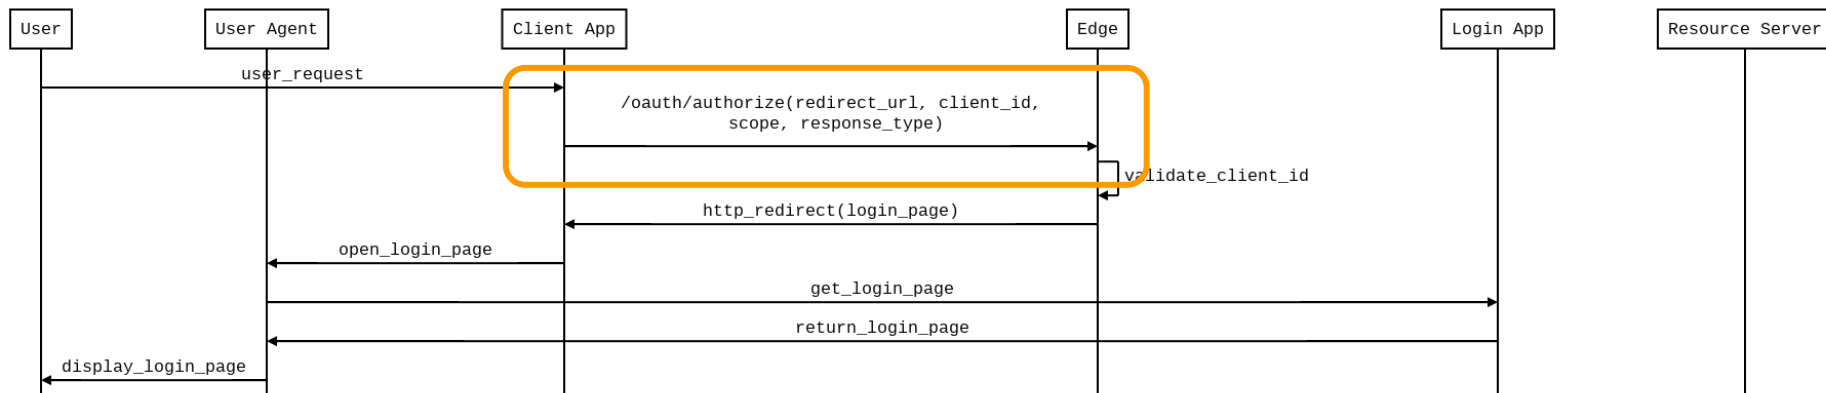 User
User Agent
Client App
Edge
Login App
Resource Server
user_request
/oauth/authorize(redirect_url, client_id,
scope, response_type)
validate_client_id
http_redirect(login_page)
open_login_page
get_login_page
return_login_page
display_login_page